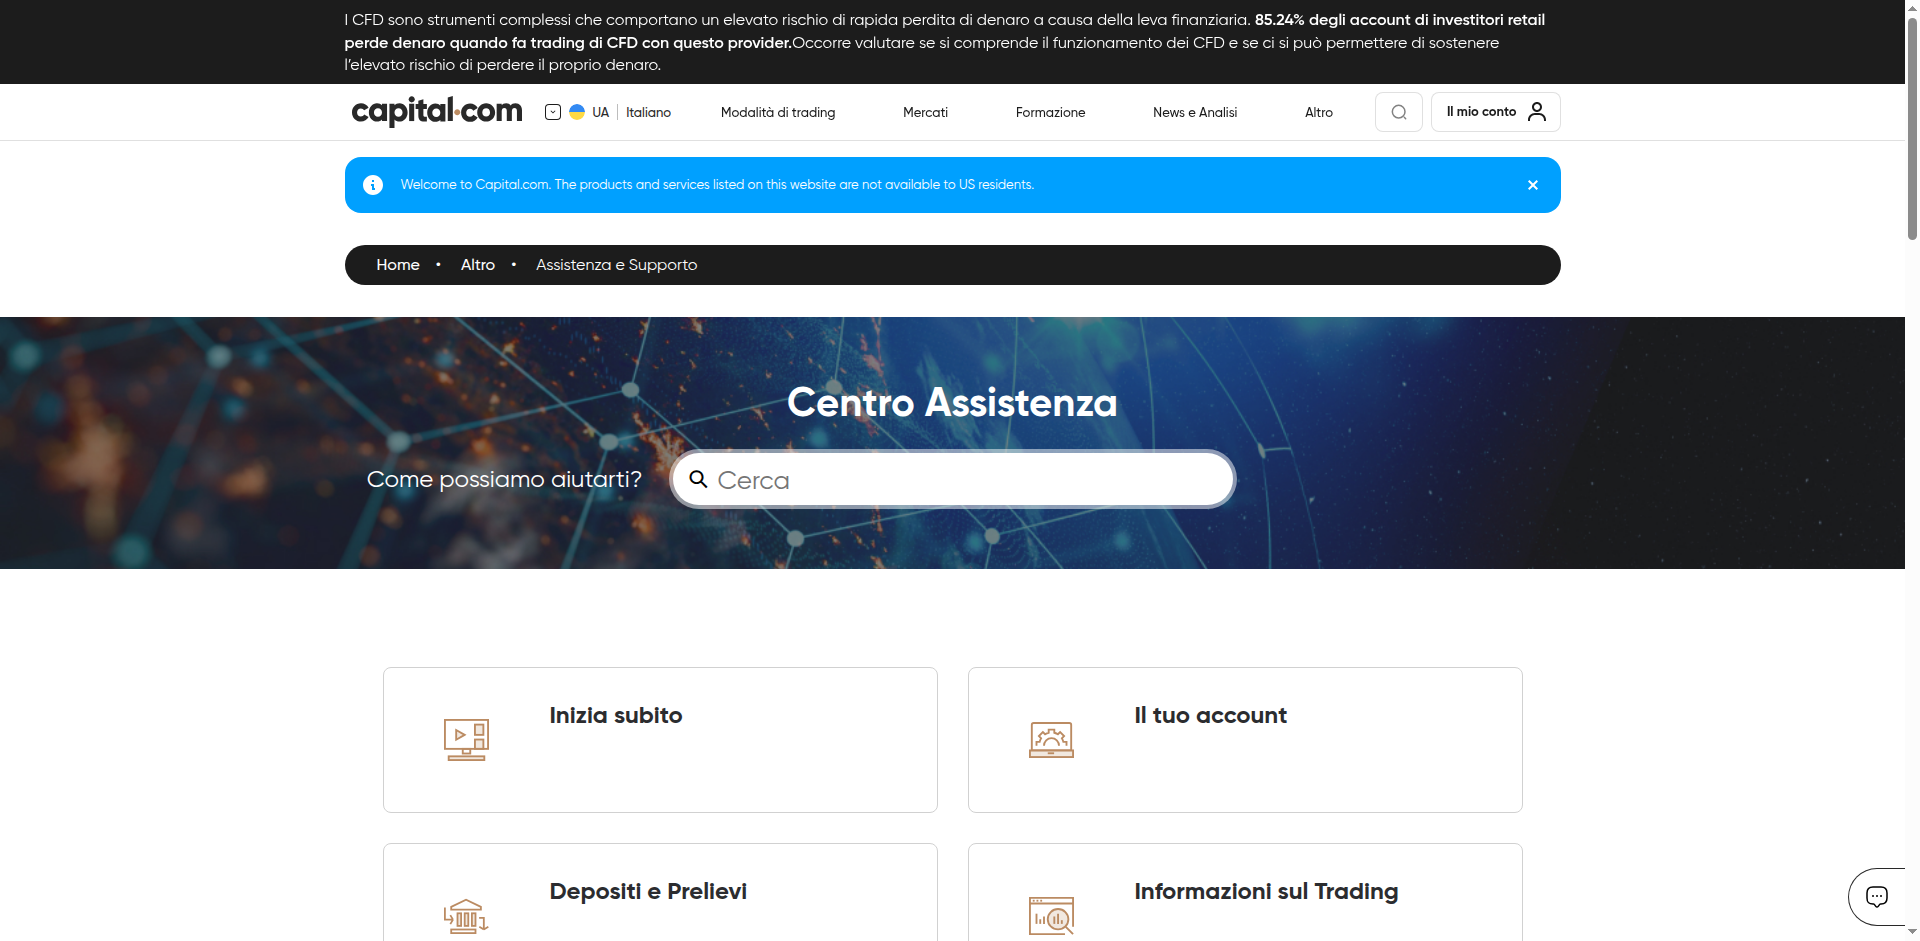 I CFD sono strumenti complessi che comportano un elevato rischio di rapida perdita di denaro a causa della leva finanziaria. 85.24% degli account di investitori retail
perde denaro quando fa trading di CFD con questo provider.Occorre valutare se si comprende il funzionamento dei CFD e se ci si può permettere di sostenere
l’elevato rischio di perdere il proprio denaro.
capital.com UA Italiano Modalità di trading Mercati Formazione News e Analisi Altro Il mio conto
Welcome to Capital.com. The products and services listed on this website are not available to US residents.
Home • Altro • Assistenza e Supporto
Centro Assistenza
Come possiamo aiutarti? Cerca
Inizia subito
Il tuo account
Depositi e Prelievi
Informazioni sul Trading